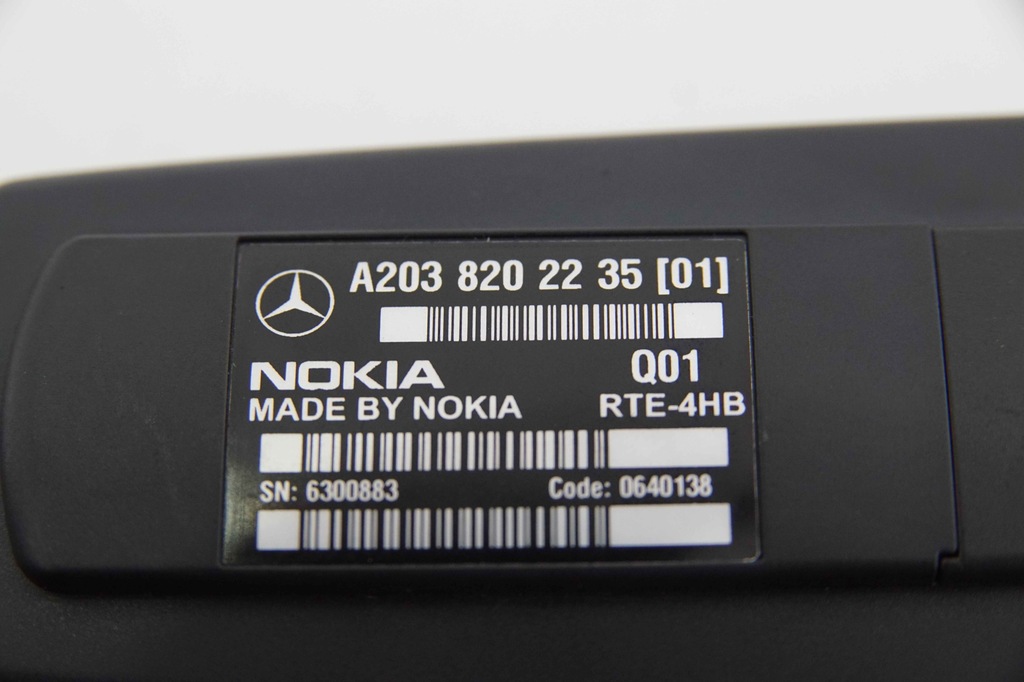 A203 820 22 35 [01]
NOKIA Q01
MADE BY NOKIA RTE-4HB
SN: 6300883 Code: 0640138